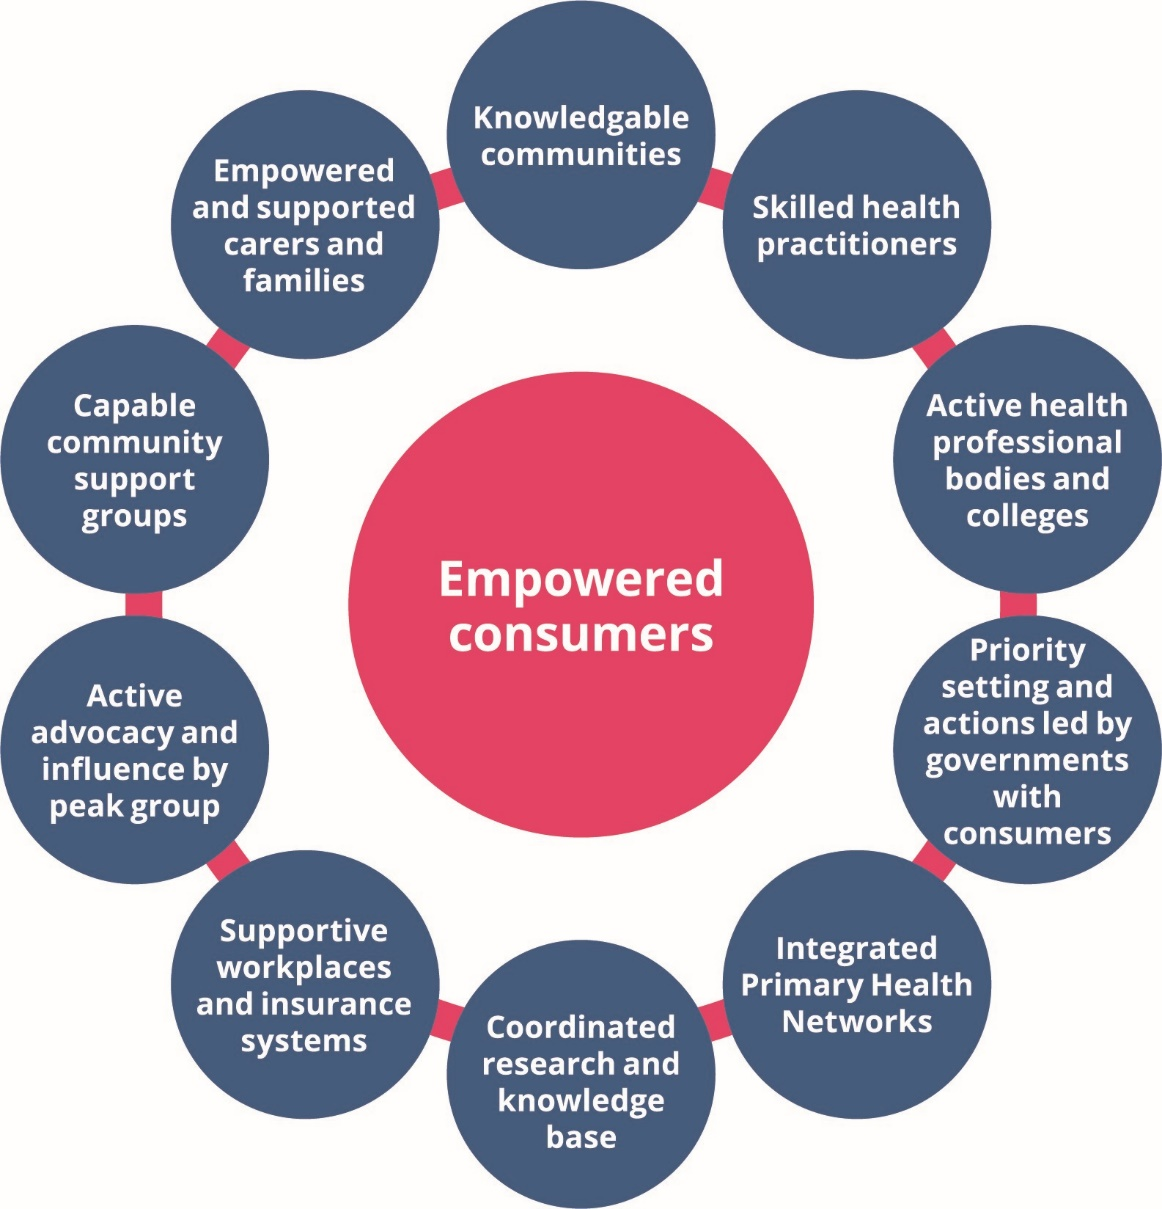 Knowledgable
communities
Skilled health
practitioners
Active health
professional
bodies and
colleges
Priority
setting and
actions led by
governments
with
consumers
Integrated
Primary Health
Networks
Coordinated
research and
knowledge
base
Supportive
workplaces
and insurance
systems
Active
advocacy and
influence by
peak group
Capable
community
support
groups
Empowered
and supported
carers and
families
Empowered
consumers